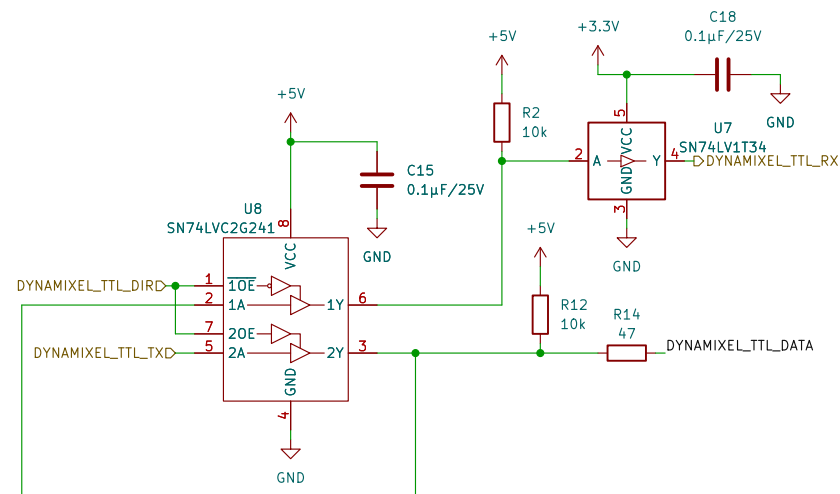 C18
0.1µF/25V
+3.3V
+5V
GND
R2
10k
U7
SN74LV1T34
5
VCC
2
A
Y
4
DYNAMIXEL_TTL_RX
GND
3
GND
+5V
C15
0.1µF/25V
GND
U8
SN74LVC2G241
8
VCC
DYNAMIXEL_TTL_DIR
1
1OE
2
1A
1Y
6
7
2OE
DYNAMIXEL_TTL_TX
5
2A
2Y
3
GND
4
GND
+5V
R12
10k
R14
47
DYNAMIXEL_TTL_DATA